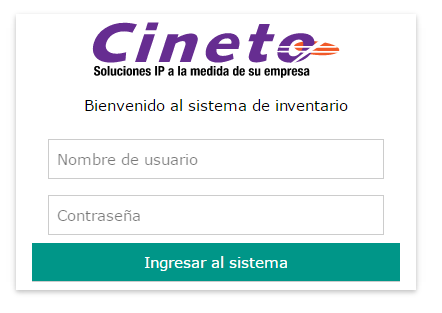 Cineto
Soluciones IP a la medida de su empresa
Bienvenido al sistema de inventario
Nombre de usuario
Contraseña
Ingresar al sistema